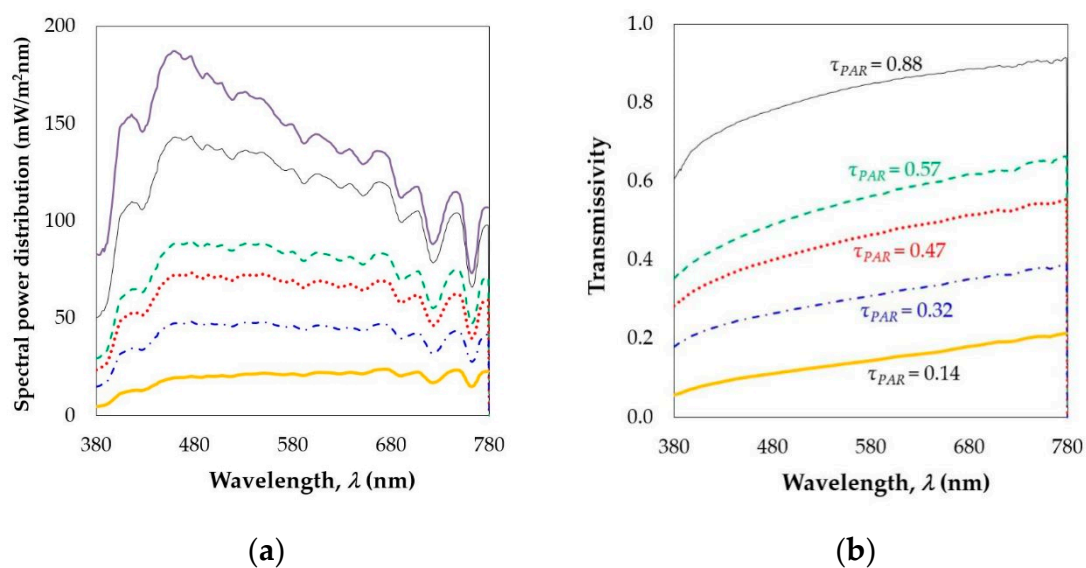 Spectral power distribution (mW/m²nm)
200
150
100
50
0
380
480
580
680
780
Wavelength, λ (nm)
(a)
Transmissivity
1.0
0.8
0.6
0.4
0.2
0.0
τPAR = 0.88
τPAR = 0.57
τPAR = 0.47
τPAR = 0.32
τPAR = 0.14
380
480
580
680
780
Wavelength, λ (nm)
(b)